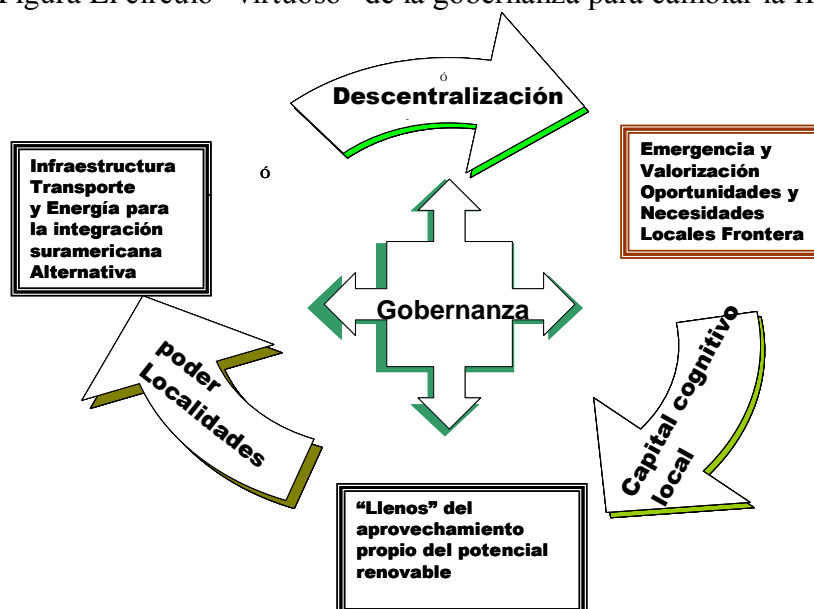 Figura El círculo "virtuoso" de la gobernanza para cambiar la
ó
Descentralización
Infraestructura
Transporte
y Energía para
la integración
suramericana
Alternativa
ó
Emergencia y
Valorización
Oportunidades y
Necesidades
Locales Frontera
Gobernanza
poder
Localidades
Capital cognitivo
local
“Llenos” del
aprovechamiento
propio del potencial
renovable